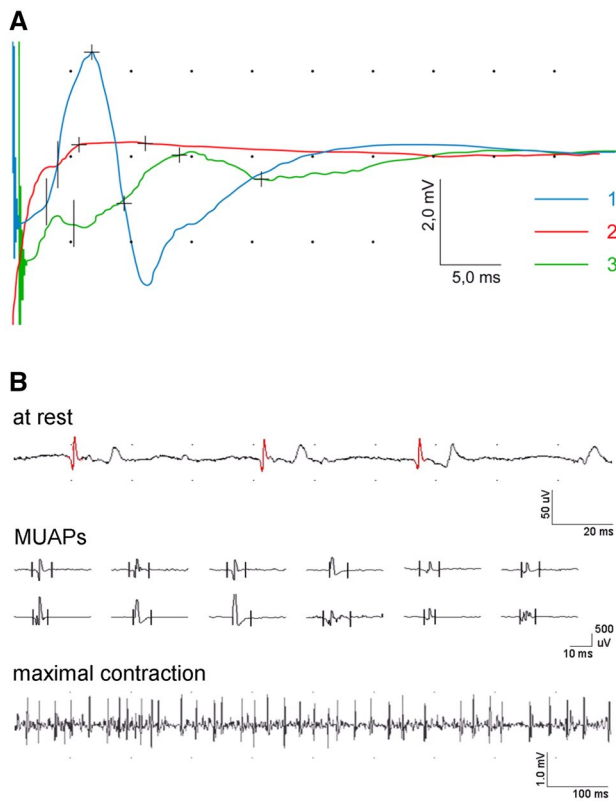 A
2,0 mV
5,0 ms
1
2
3
B
at rest
50 uV
20 ms
MUAPs
500
uV
10 ms
maximal contraction
1.0 mV
100 ms